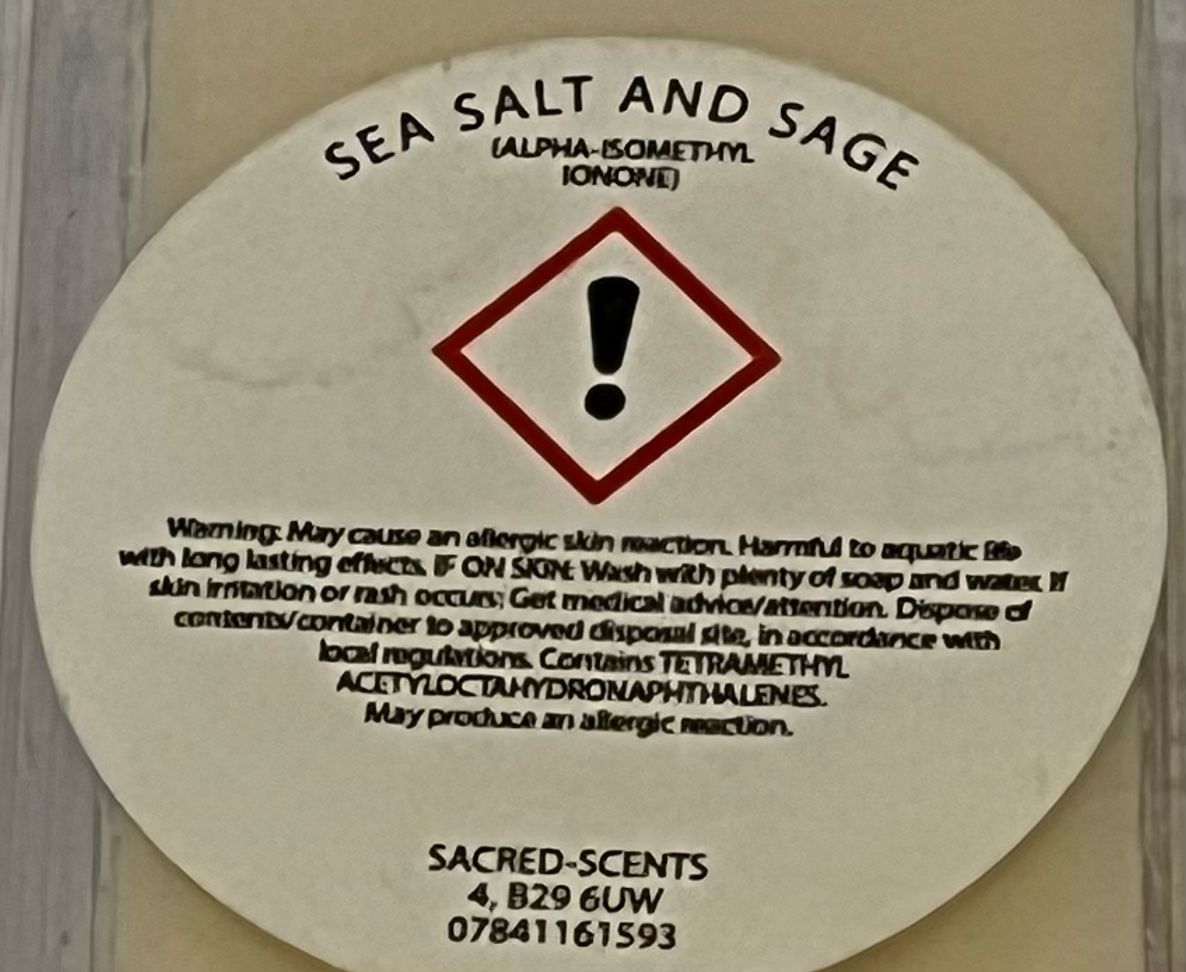 SEA SALT AND SAGE
(ALPHA-ISOMETHYL
IONONE)
Warning: May cause an allergic skin reaction. Harmful to aquatic life
with long lasting effects. IF ON SKIN: Wash with plenty of soap and water. If
skin irritation or rash occurs: Get medical advice/attention. Dispose of
contents/container to approved disposal site, in accordance with
local regulations. Contains TETRAMETHYL
ACETYLOCTAHYDRONAPHTHALENES.
May produce an allergic reaction.
SACRED-SCENTS
4, B29 6UW
07841161593